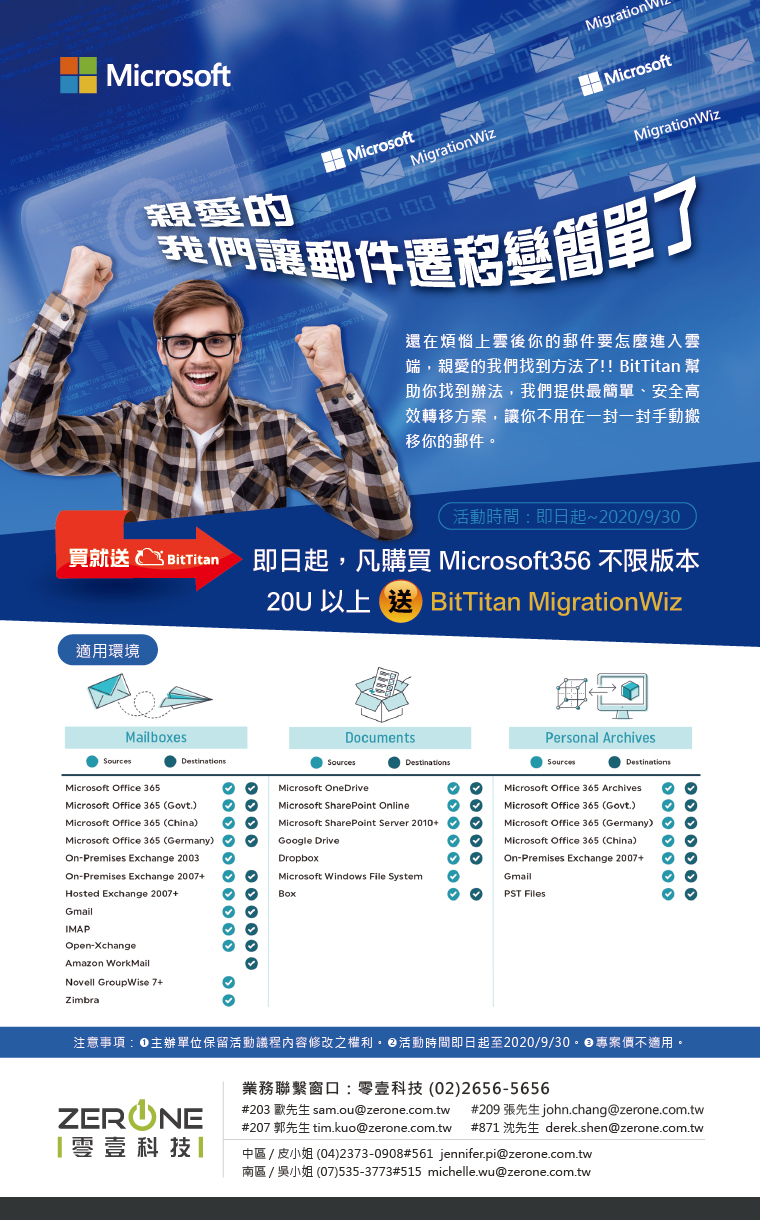 MigrationWiz
Microsoft
Microsoft
MigrationWiz
Microsoft
MigrationWiz
親愛的
我們讓郵件遷移變簡單了
還在煩惱上雲後你的郵件要怎麼進入雲
端，親愛的我們找到方法了!! BitTitan 幫
助你找到辦法，我們提供最簡單、安全高
效轉移方案，讓你不用在一封一封手動搬
移你的郵件。
活動時間：即日起~2020/9/30
買就送 BitTitan
即日起，凡購買 Microsoft356 不限版本
20U 以上 送 BitTitan MigrationWiz
適用環境
Mailboxes
Sources Destinations
Microsoft Office 365
Microsoft Office 365 (Govt.)
Microsoft Office 365 (China)
Microsoft Office 365 (Germany)
On-Premises Exchange 2003
On-Premises Exchange 2007+
Hosted Exchange 2007+
Gmail
IMAP
Open-Xchange
Amazon WorkMail
Novell GroupWise 7+
Zimbra
Documents
Sources Destinations
Microsoft OneDrive
Microsoft SharePoint Online
Microsoft SharePoint Server 2010+
Google Drive
Dropbox
Microsoft Windows File System
Box
Personal Archives
Sources Destinations
Microsoft Office 365 Archives
Microsoft Office 365 (Govt.)
Microsoft Office 365 (Germany)
Microsoft Office 365 (China)
On-Premises Exchange 2007+
Gmail
PST Files
注意事項：❶主辦單位保留活動議程內容修改之權利。❷活動時間即日起至2020/9/30。❸專案價不適用。
ZERONE
零壹科技
業務聯繫窗口：零壹科技 (02)2656-5656
#203 歐先生 sam.ou@zerone.com.tw #209 張先生 john.chang@zerone.com.tw
#207 郭先生 tim.kuo@zerone.com.tw #871 沈先生 derek.shen@zerone.com.tw
中區 / 皮小姐 (04)2373-0908#561 jennifer.pi@zerone.com.tw
南區 / 吳小姐 (07)535-3773#515 michelle.wu@zerone.com.tw